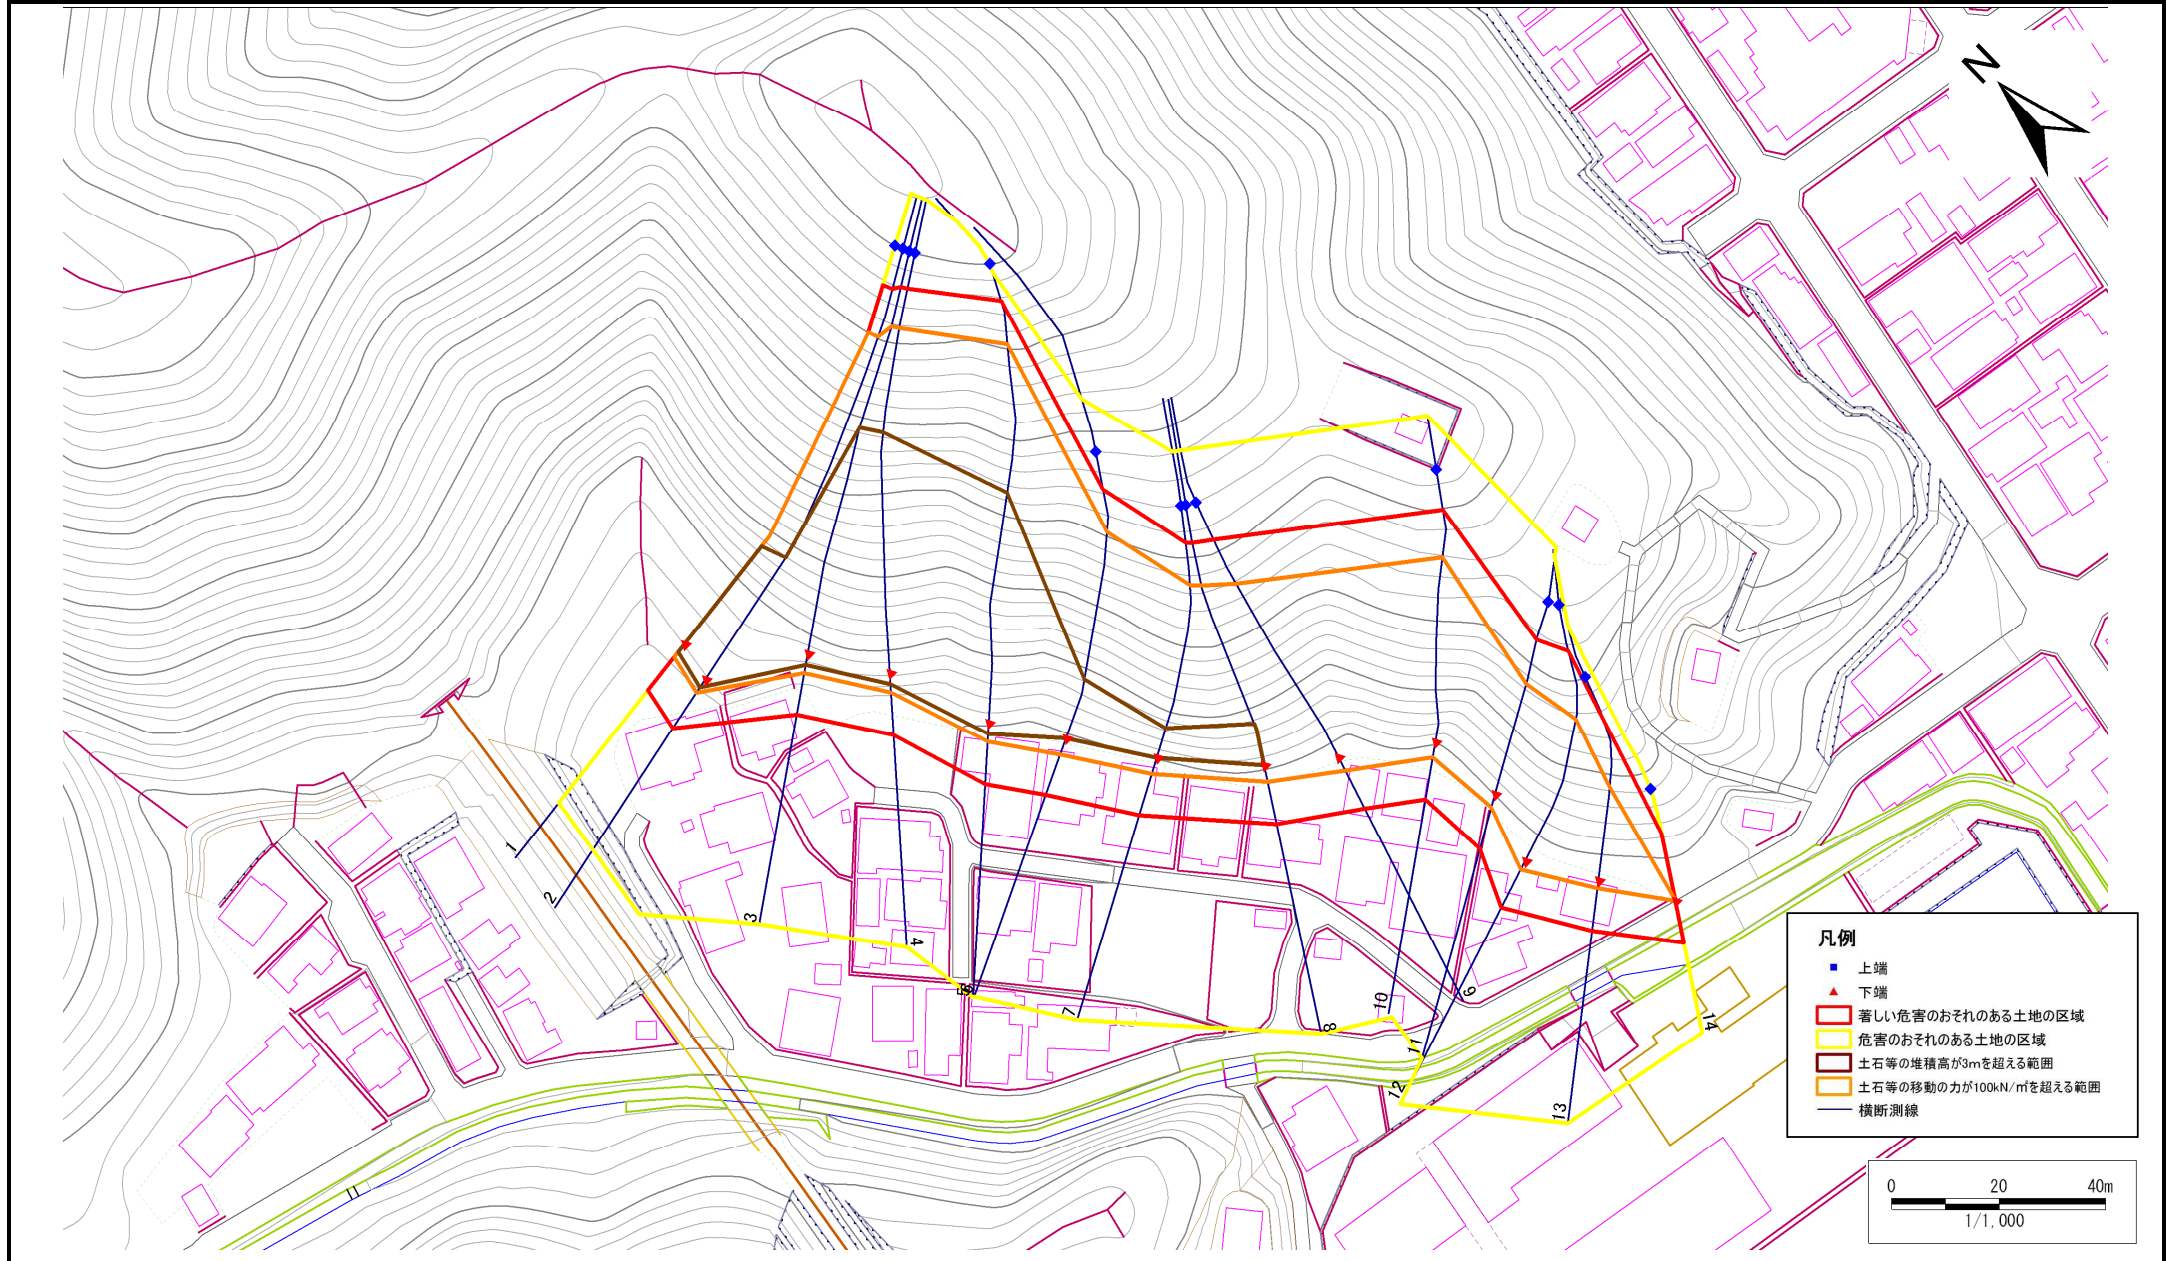 N
1
2
3
4
6
7
8
9
10
11
12
13
14
凡例
上端
下端
著しい危害のおそれのある土地の区域
危害のおそれのある土地の区域
土石等の堆積高が3mを超える範囲
土石等の移動の力が100kN/㎡を超える範囲
横断測線
0 20 40m
1/1,000